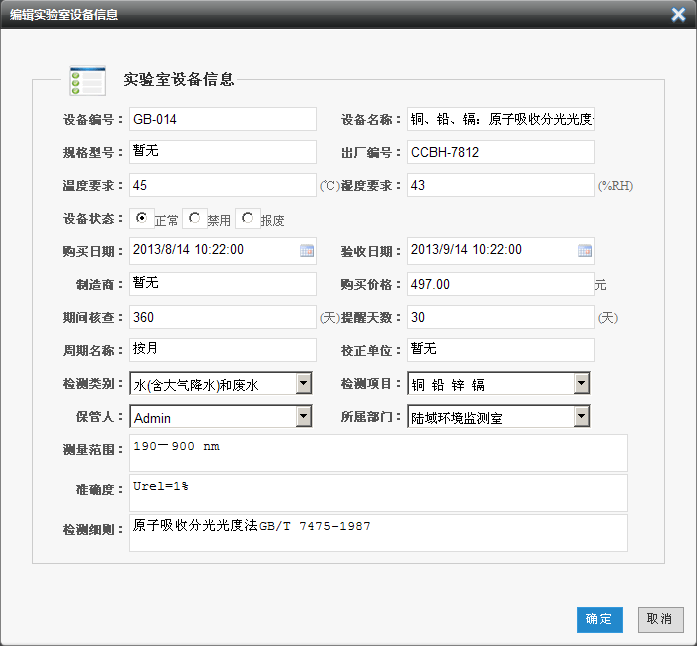 编辑实验室设备信息
实验室设备信息
设备编号： GB-014 设备名称： 铜、铅、镉：原子吸收分光光度
规格型号： 暂无 出厂编号： CCBH-7812
温度要求： 45 (℃) 湿度要求： 43 (%RH)
设备状态： 正常 禁用 报废
购买日期： 2013/8/14 10:22:00 验收日期： 2013/9/14 10:22:00
制造商： 暂无 购买价格： 497.00 元
期间核查： 360 (天) 提醒天数： 30 (天)
周期名称： 按月 校正单位： 暂无
检测类别： 水(含大气降水)和废水 检测项目： 铜 铅 锌 镉
保管人： Admin 所属部门： 陆域环境监测室
测量范围： 190－900 nm
准确度： Urel=1%
检测细则： 原子吸收分光光度法GB/T 7475-1987
确定 取消